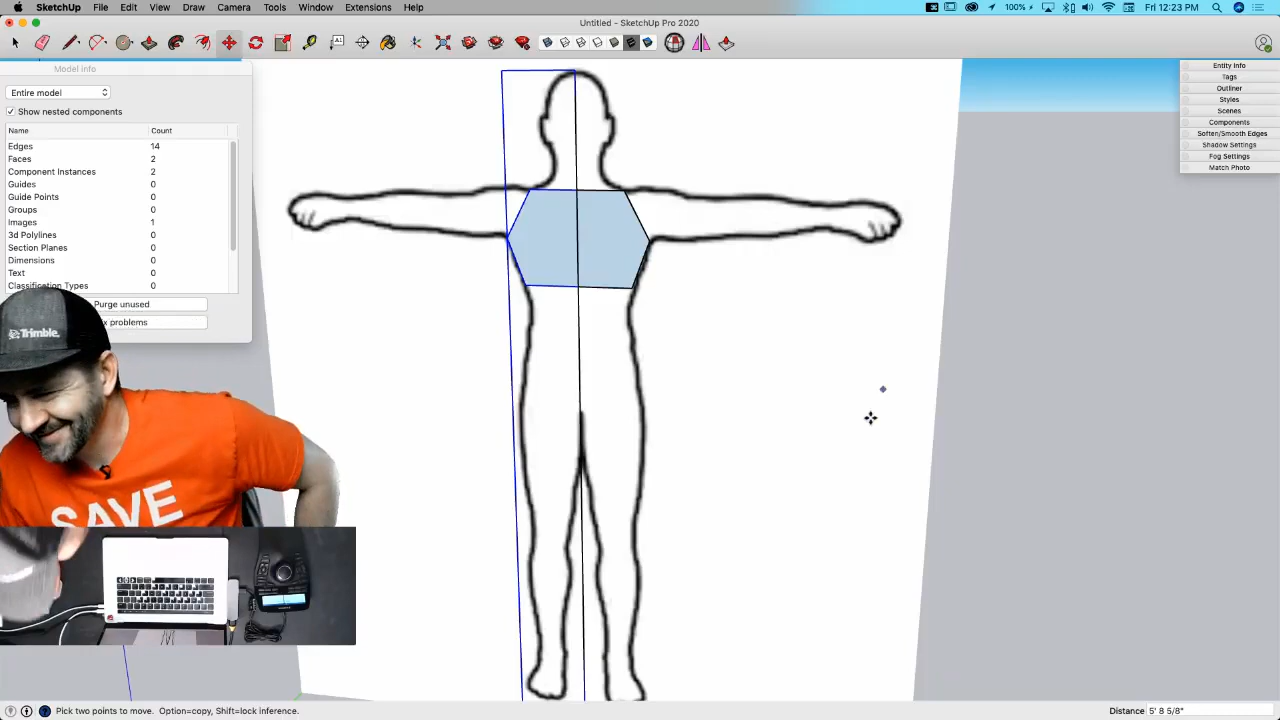 SketchUp File Edit View Draw Camera Tools Window Extensions Help 100% Fri 12:23 PM
Untitled - SketchUp Pro 2020
Model Info
Entire model
Show nested components
Name Count
Edges 14
Faces 2
Component Instances 2
Guides 0
Guide Points 0
Groups 0
Images 1
3d Polylines 0
Section Planes 0
Dimensions 0
Text 0
Classification Types 0
Purge unused
problems
Entity Info
Tags
Outliner
Styles
Scenes
Components
Soften/Smooth Edges
Shadow Settings
Fog Settings
Match Photo
Trimble.
SAVE
Pick two points to move. Option=copy, Shift=lock inference.
Distance 5' 8 5/8"